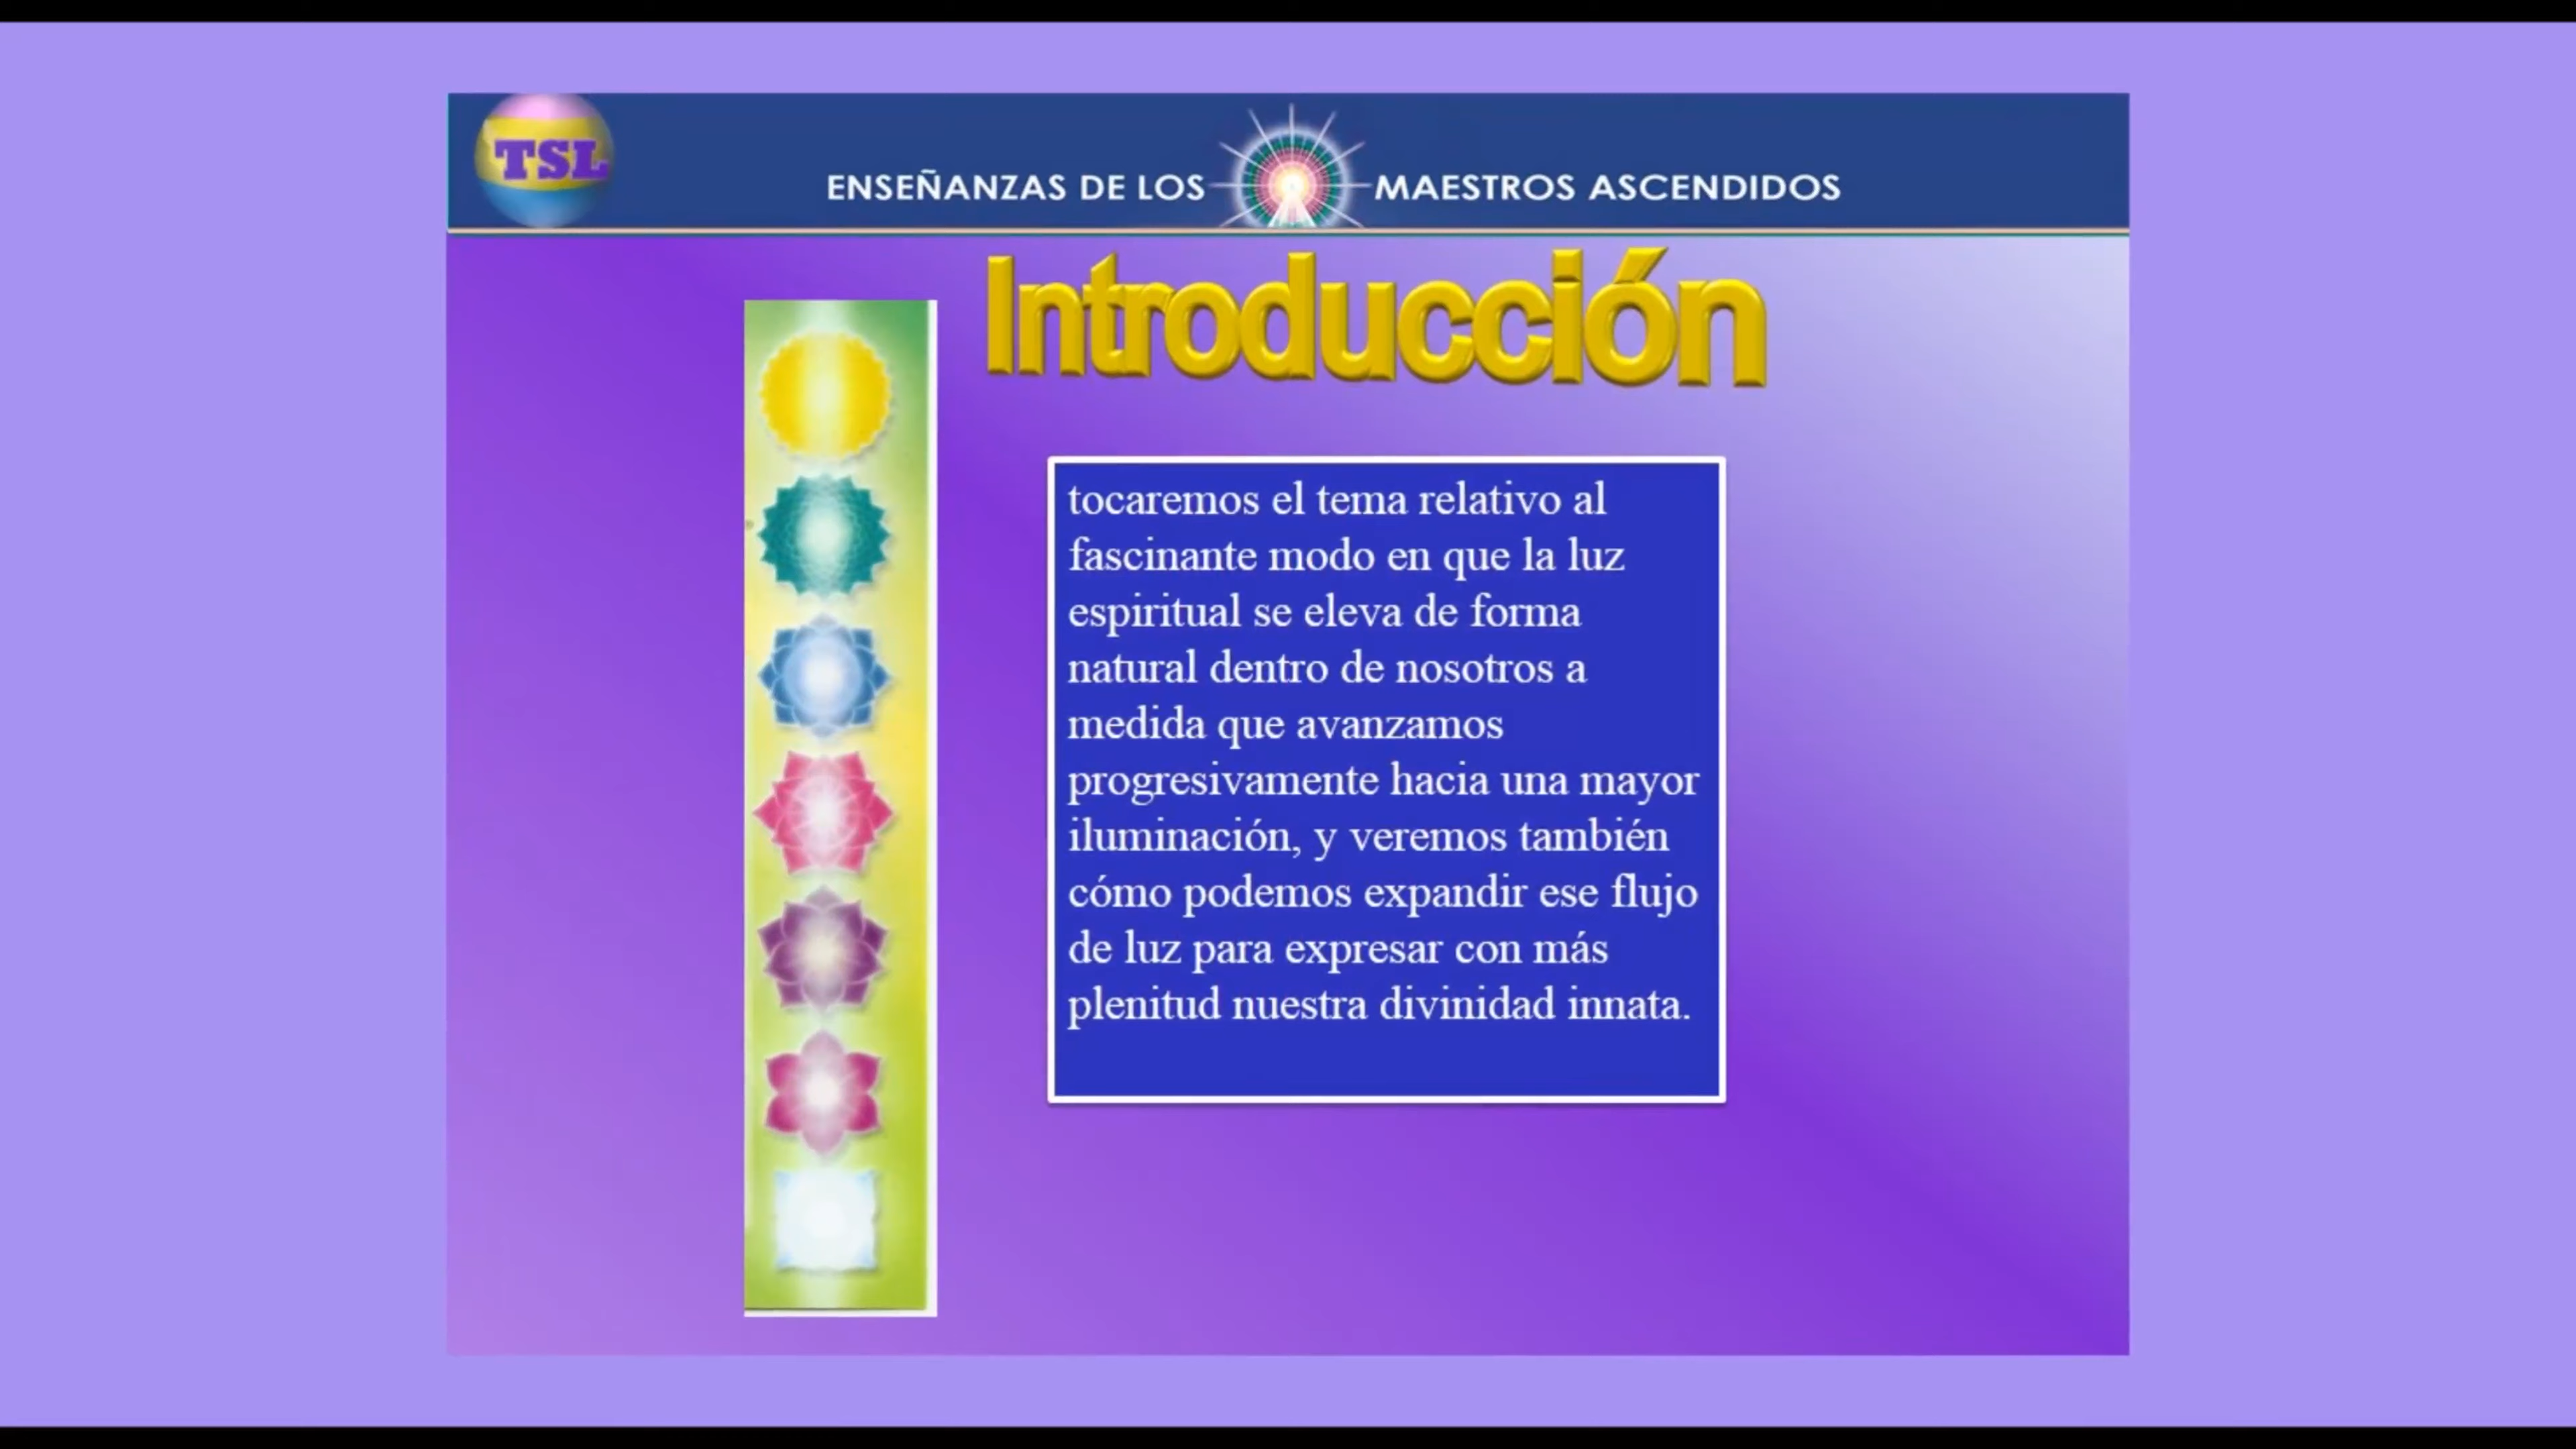 TSL
ENSEÑANZAS DE LOS MAESTROS ASCENDIDOS
Introducción
tocaremos el tema relativo al
fascinante modo en que la luz
espiritual se eleva de forma
natural dentro de nosotros a
medida que avanzamos
progresivamente hacia una mayor
iluminación, y veremos también
cómo podemos expandir ese flujo
de luz para expresar con más
plenitud nuestra divinidad innata.